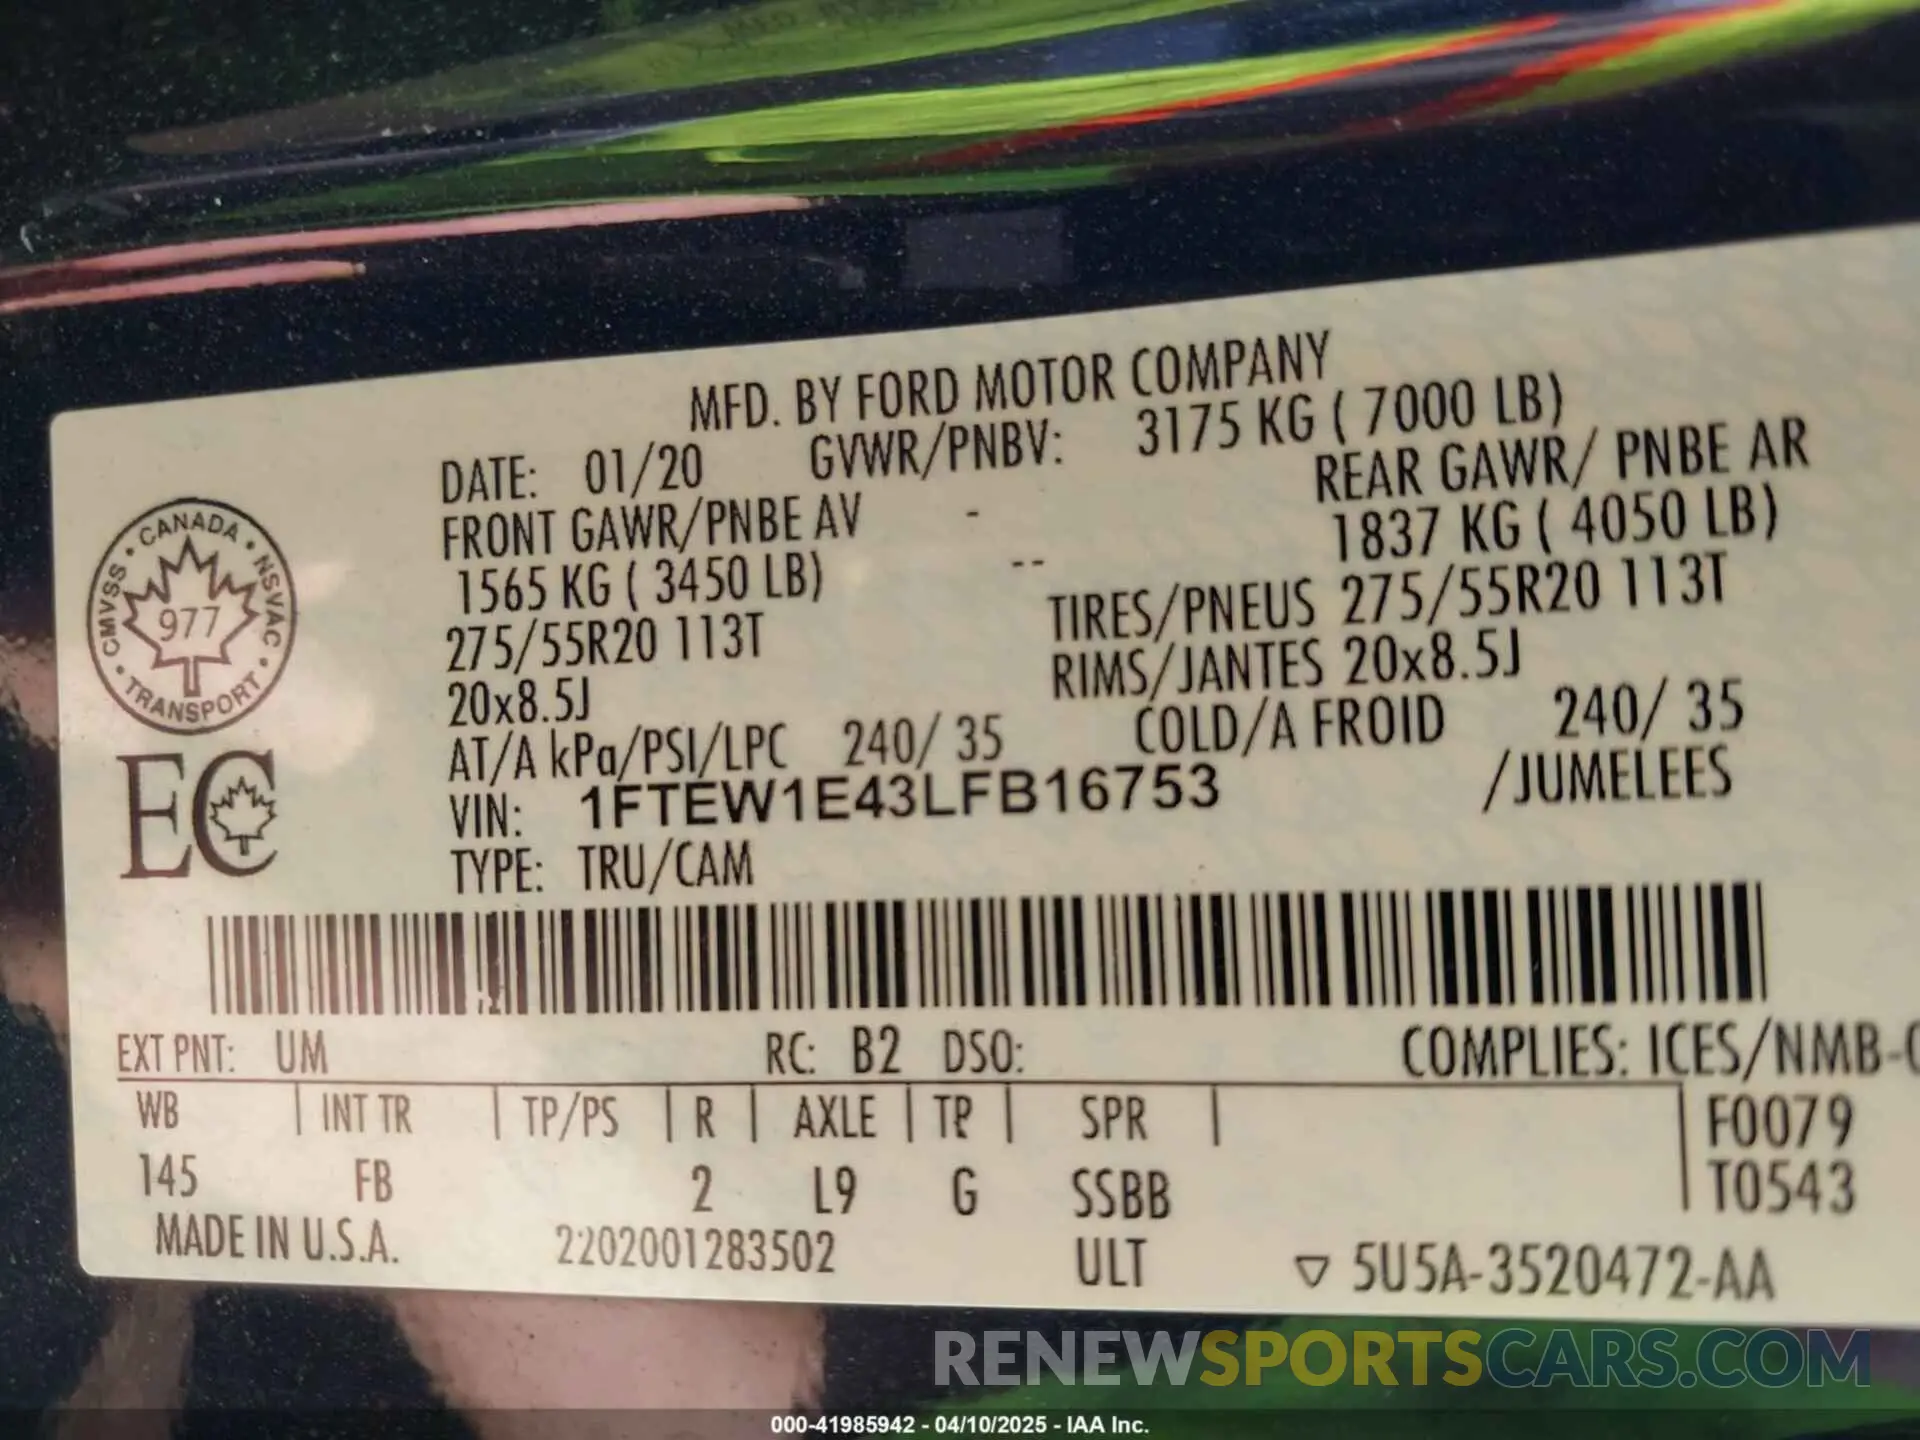 MFD. BY FORD MOTOR COMPANY
DATE: 01/20 GVWR/PNBV: 3175 KG ( 7000 LB)
FRONT GAWR/PNBE AV - REAR GAWR/ PNBE AR
1565 KG ( 3450 LB) -- 1837 KG ( 4050 LB)
275/55R20 113T TIRES/PNEUS 275/55R20 113T
20x8.5J RIMS/JANTES 20x8.5J
AT/A kPa/PSI/LPC 240/ 35 COLD/A FROID 240/ 35
VIN: 1FTEW1E43LFB16753 /JUMELEES
TYPE: TRU/CAM
CANADA • NSVAC • TRANSPORT • CMVSS •
977
EC
EXT PNT: UM RC: B2 DSO: COMPLIES: ICES/NMB-
WB | INT TR | TP/PS | R | AXLE | TP | SPR | F0079
145 FB 2 L9 G SSBB T0543
MADE IN U.S.A. 2202001283502 ULT ▽ 5U5A-3520472-AA
RENEWSPORTSCARS.COM
000-41985942 - 04/10/2025 - IAA Inc.